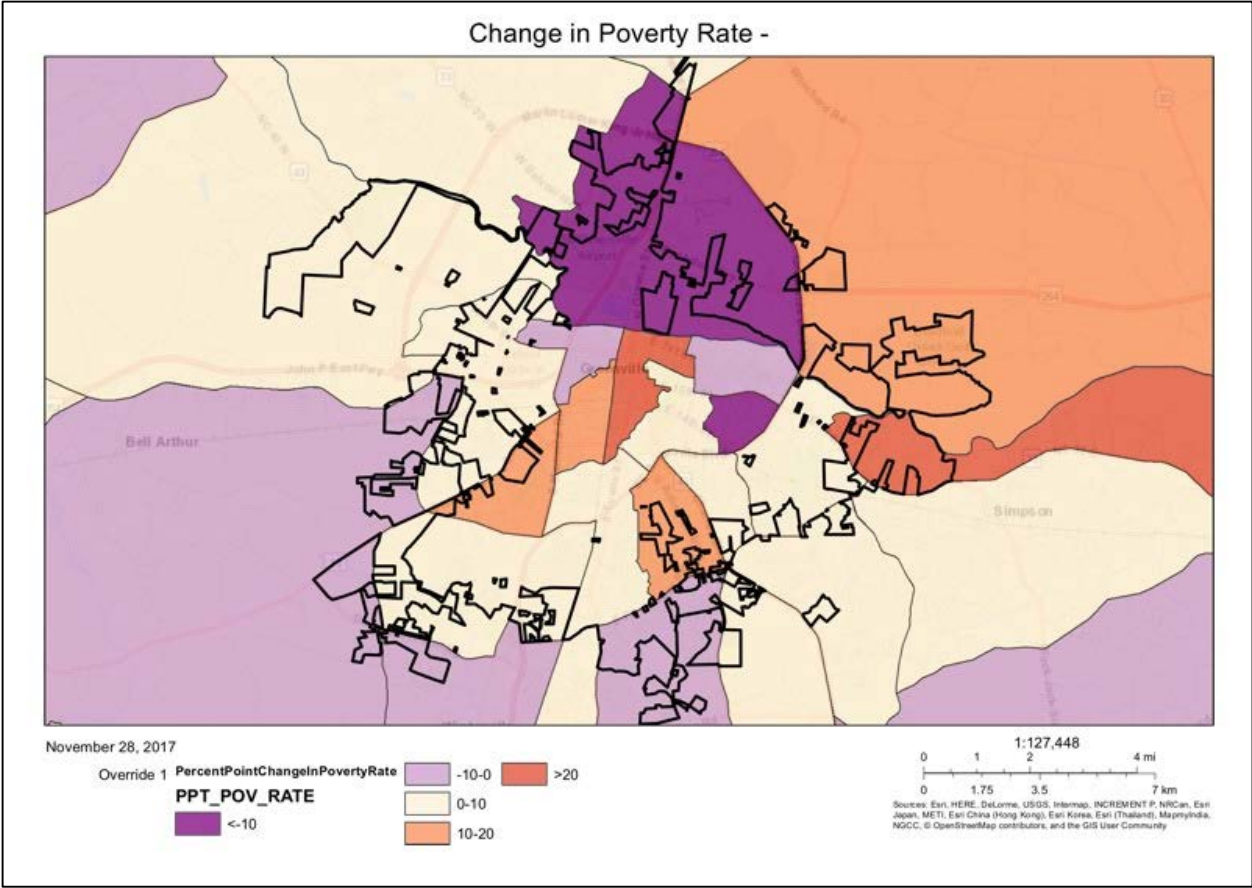 Change in Poverty Rate -
Bell Arthur
Simpson
November 28, 2017
Override 1
PercentPointChangeInPovertyRate
PPT_POV_RATE
<-10
-10-0
0-10
10-20
>20
1:127,448
0 1 2 4 mi
0 1.75 3.5 7 km
Sources: Esri, HERE, DeLorme, USGS, Intermap, INCREMENT P, NRCan, Esri
Japan, METI, Esri China (Hong Kong), Esri Korea, Esri (Thailand), MapmyIndia,
NGCC, © OpenStreetMap contributors, and the GIS User Community